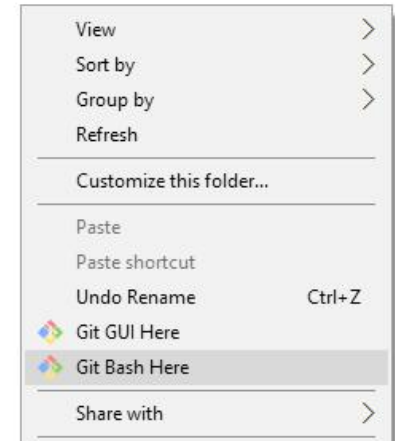 View
Sort by
Group by
Refresh
Customize this folder...
Paste
Paste shortcut
Undo Rename Ctrl+Z
Git GUI Here
Git Bash Here
Share with